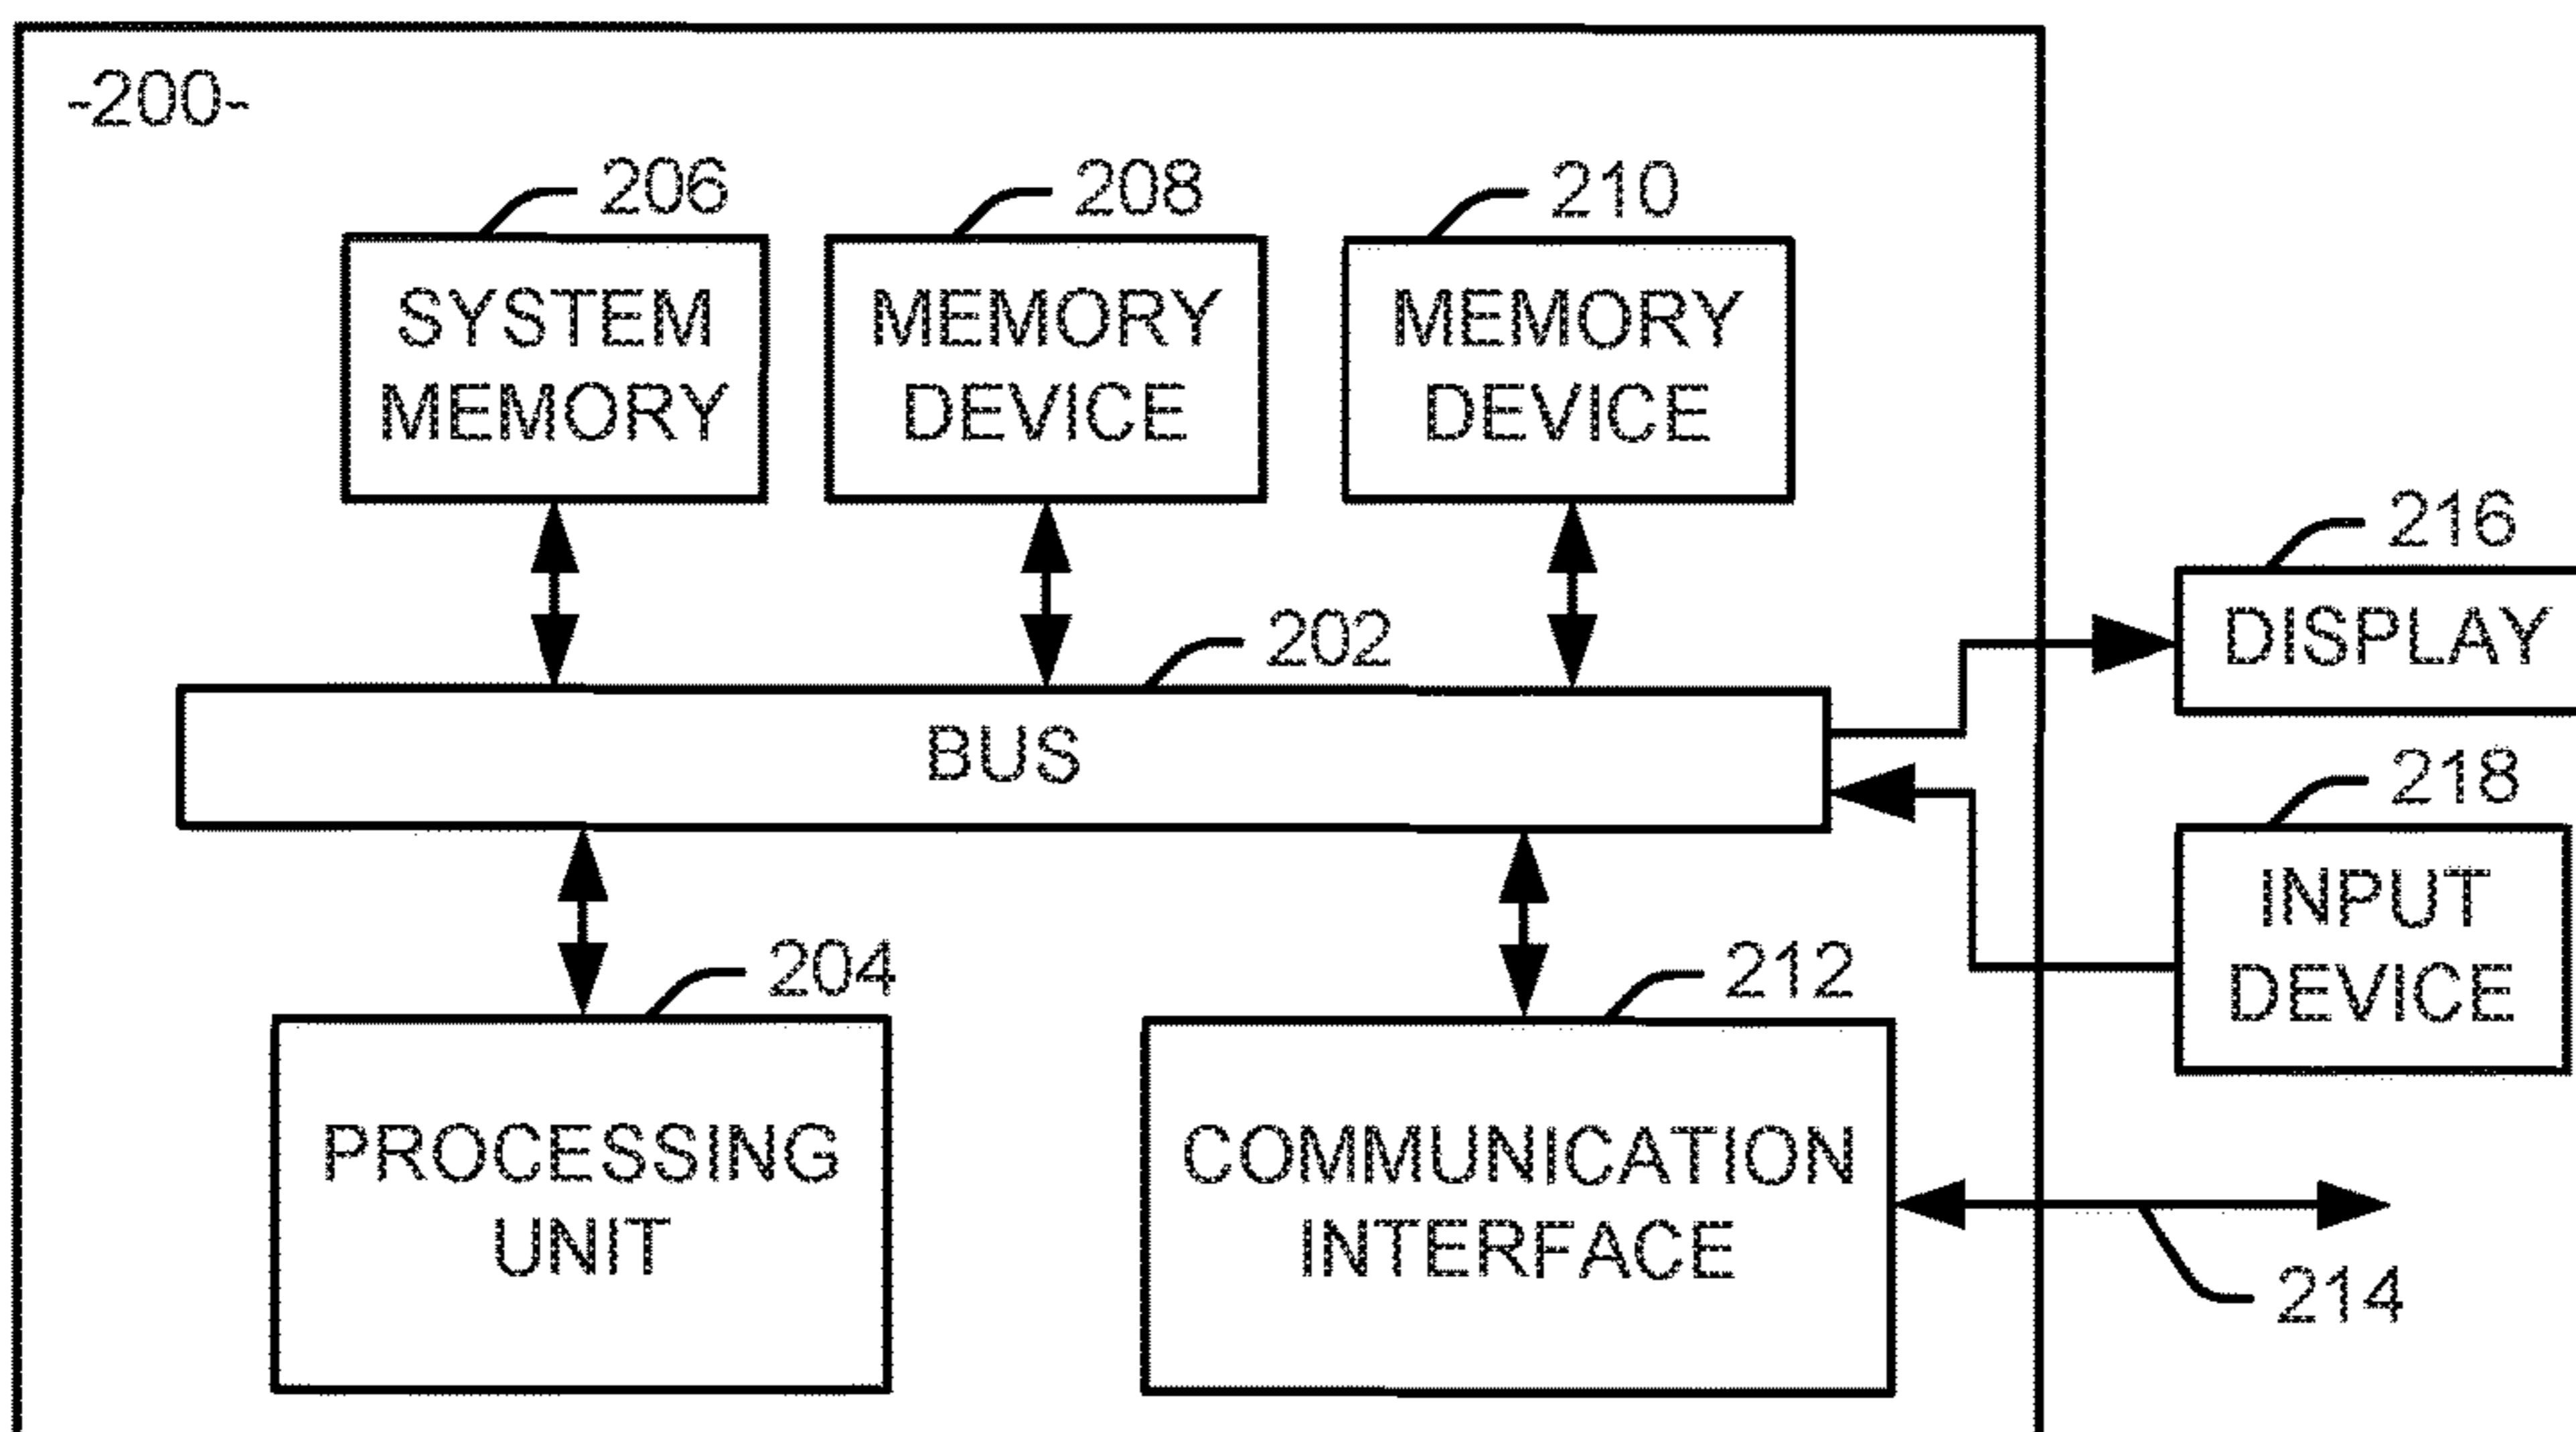 -200-
206
208
210
SYSTEM
MEMORY
MEMORY
DEVICE
MEMORY
DEVICE
216
DISPLAY
202
BUS
218
INPUT
DEVICE
204
212
PROCESSING
UNIT
COMMUNICATION
INTERFACE
214